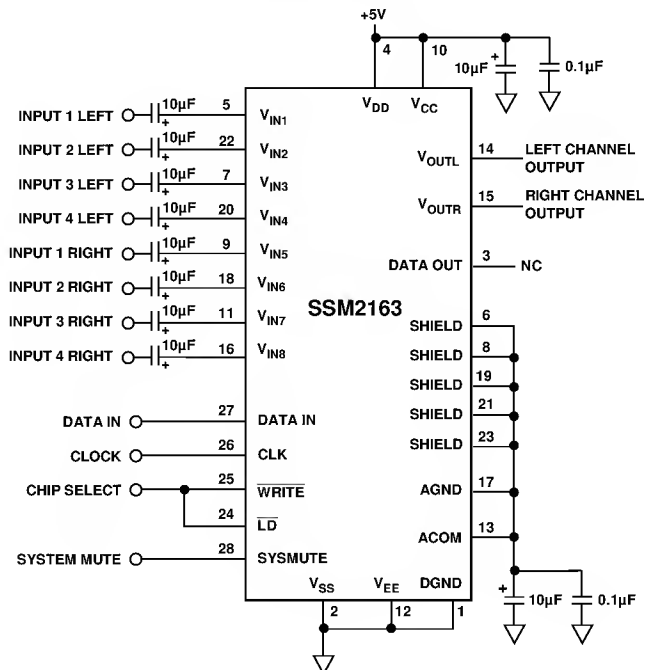 +5V
4 10
10µF + 0.1µF
V_DD V_CC
INPUT 1 LEFT 10µF + 5 V_IN1
INPUT 2 LEFT 10µF + 22 V_IN2
INPUT 3 LEFT 10µF + 7 V_IN3
INPUT 4 LEFT 10µF + 20 V_IN4
INPUT 1 RIGHT 10µF + 9 V_IN5
INPUT 2 RIGHT 10µF + 18 V_IN6
INPUT 3 RIGHT 10µF + 11 V_IN7
INPUT 4 RIGHT 10µF + 16 V_IN8
DATA IN 27 DATA IN
CLOCK 26 CLK
CHIP SELECT 25 WRITE
24 LD
SYSTEM MUTE 28 SYSMUTE
SSM2163
V_OUTL 14 LEFT CHANNEL
OUTPUT
V_OUTR 15 RIGHT CHANNEL
OUTPUT
DATA OUT 3 NC
SHIELD 6
SHIELD 8
SHIELD 19
SHIELD 21
SHIELD 23
AGND 17
ACOM 13
V_SS V_EE DGND
2 12 1
+ 10µF 0.1µF